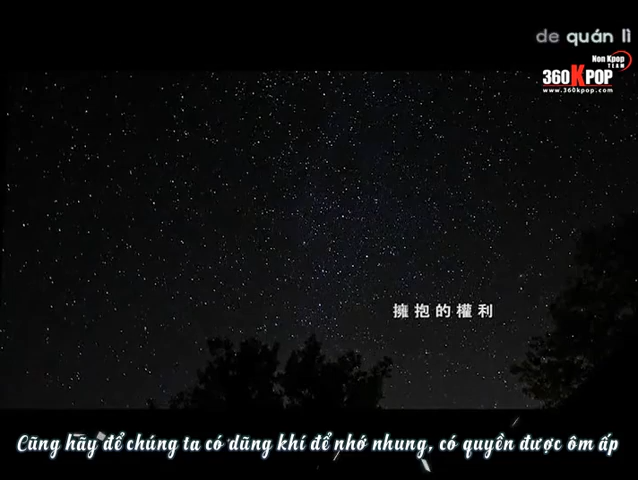 de quán lì
Non Kpop
TEAM
360KPOP
www.360kpop.com
擁抱的權利
Cũng hãy để chúng ta có dũng khí để nhớ nhung, có quyền được ôm ấp